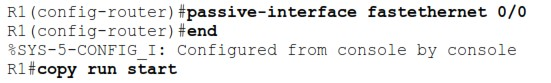 R1(config-router)#passive-interface fastethernet 0/0
R1(config-router)#end
%SYS-5-CONFIG_I: Configured from console by console
R1#copy run start